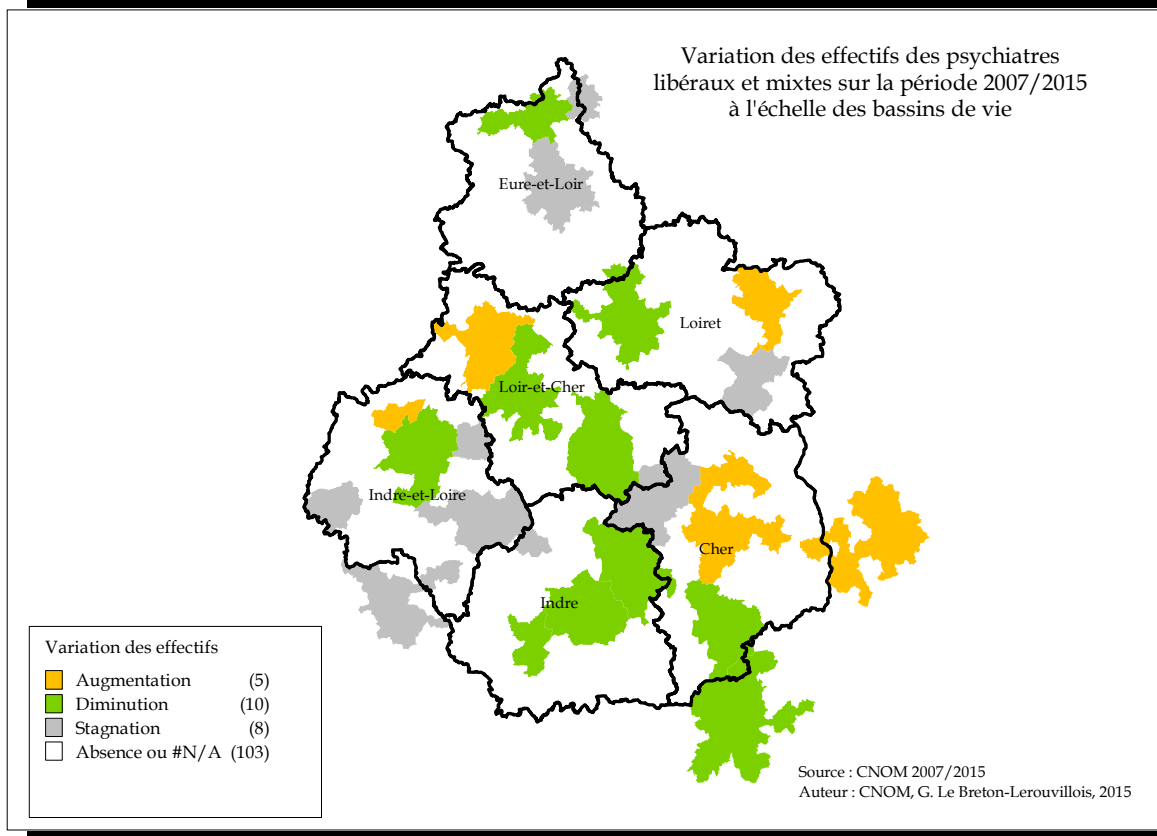 Variation des effectifs des psychiatres
libéraux et mixtes sur la période 2007/2015
à l'échelle des bassins de vie
Eure-et-Loir
Loiret
Loir-et-Cher
Indre-et-Loire
Cher
Indre
Variation des effectifs
Augmentation (5)
Diminution (10)
Stagnation (8)
Absence ou #N/A (103)
Source : CNOM 2007/2015
Auteur : CNOM, G. Le Breton-Lerouvillois, 2015